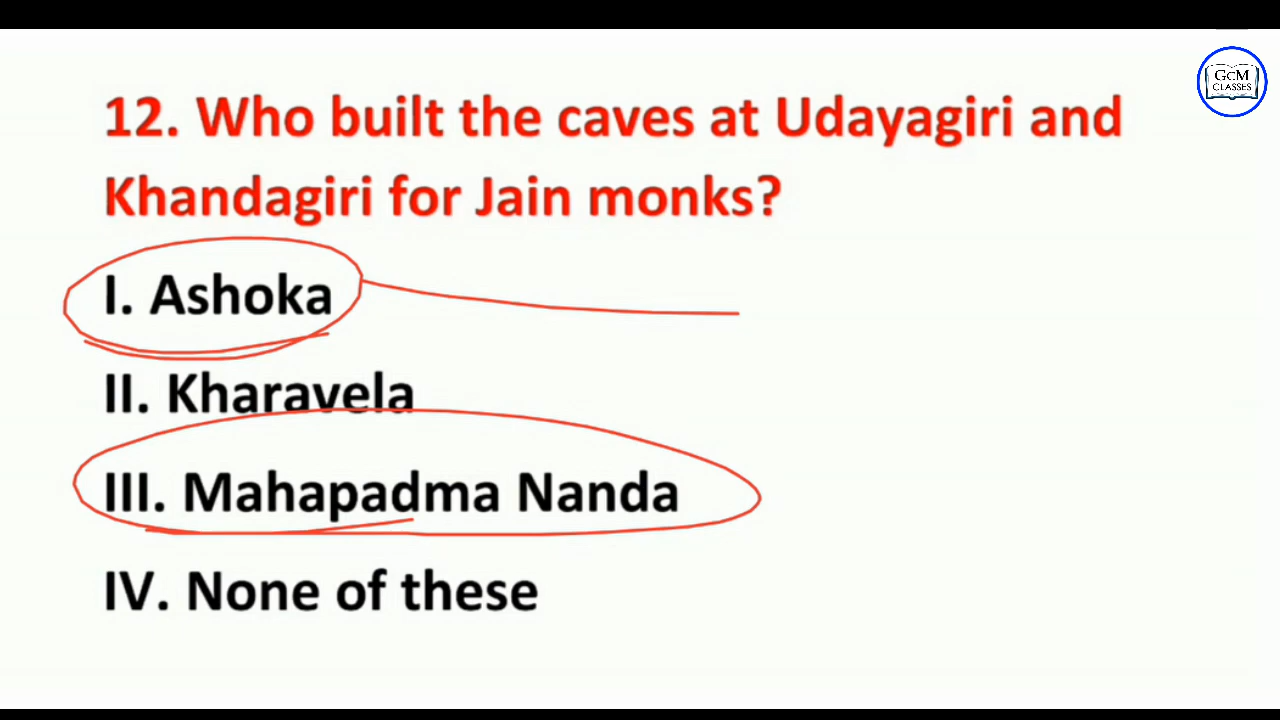 GCM
CLASSES
12. Who built the caves at Udayagiri and
Khandagiri for Jain monks?
I. Ashoka
II. Kharavela
III. Mahapadma Nanda
IV. None of these